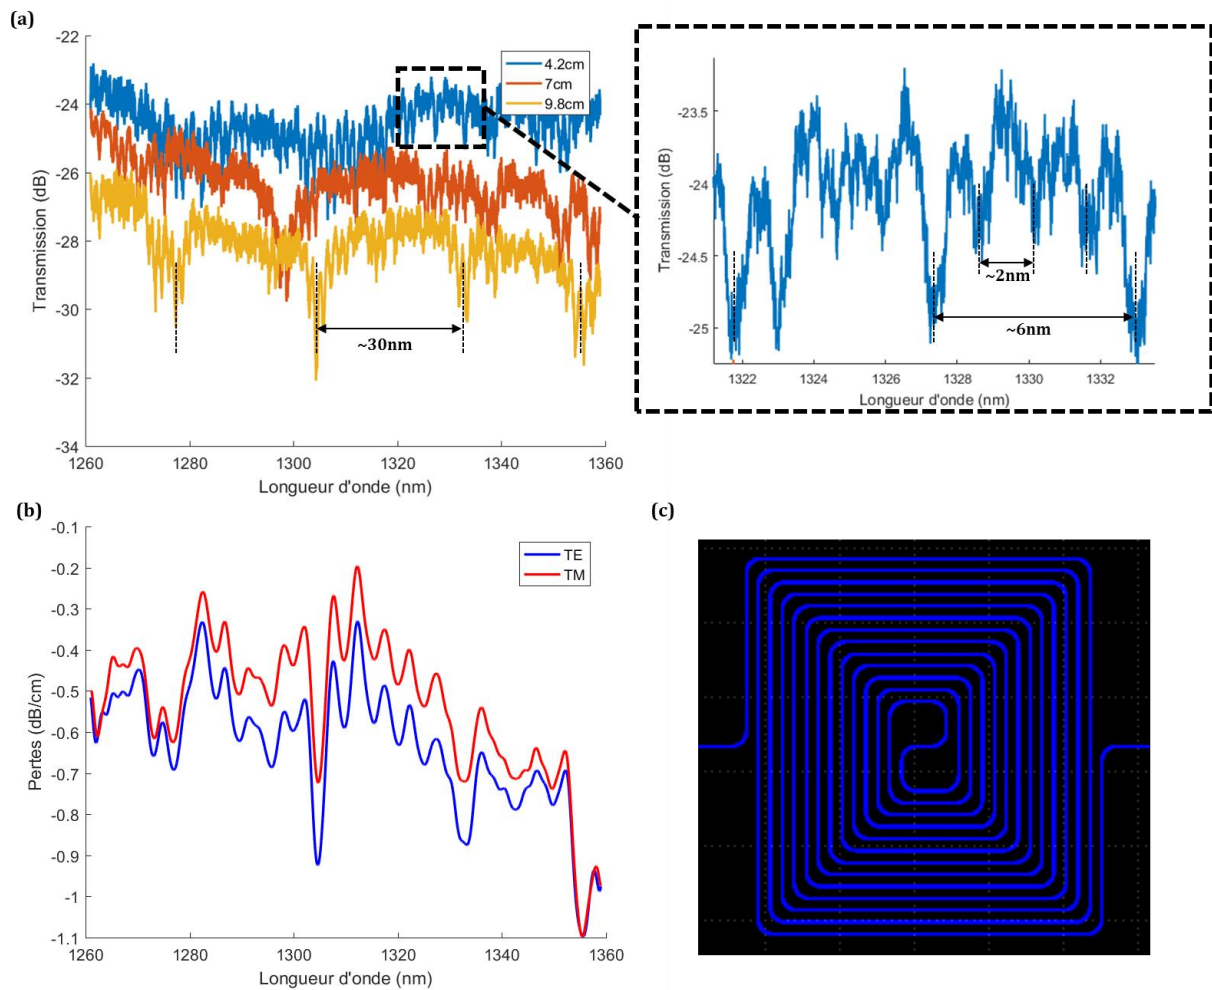 (a)
-22
-24
-26
-28
-30
-32
-34
Transmission (dB)
4.2cm
7cm
9.8cm
~30nm
1260
1280
1300
1320
1340
1360
Longueur d'onde (nm)
-23.5
-24
-24.5
-25
Transmission (dB)
~2nm
~6nm
1322
1324
1326
1328
1330
1332
Longueur d'onde (nm)
(b)
-0.1
-0.2
-0.3
-0.4
-0.5
-0.6
-0.7
-0.8
-0.9
-1
-1.1
Pertes (dB/cm)
TE
TM
1260
1280
1300
1320
1340
1360
Longueur d'onde (nm)
(c)